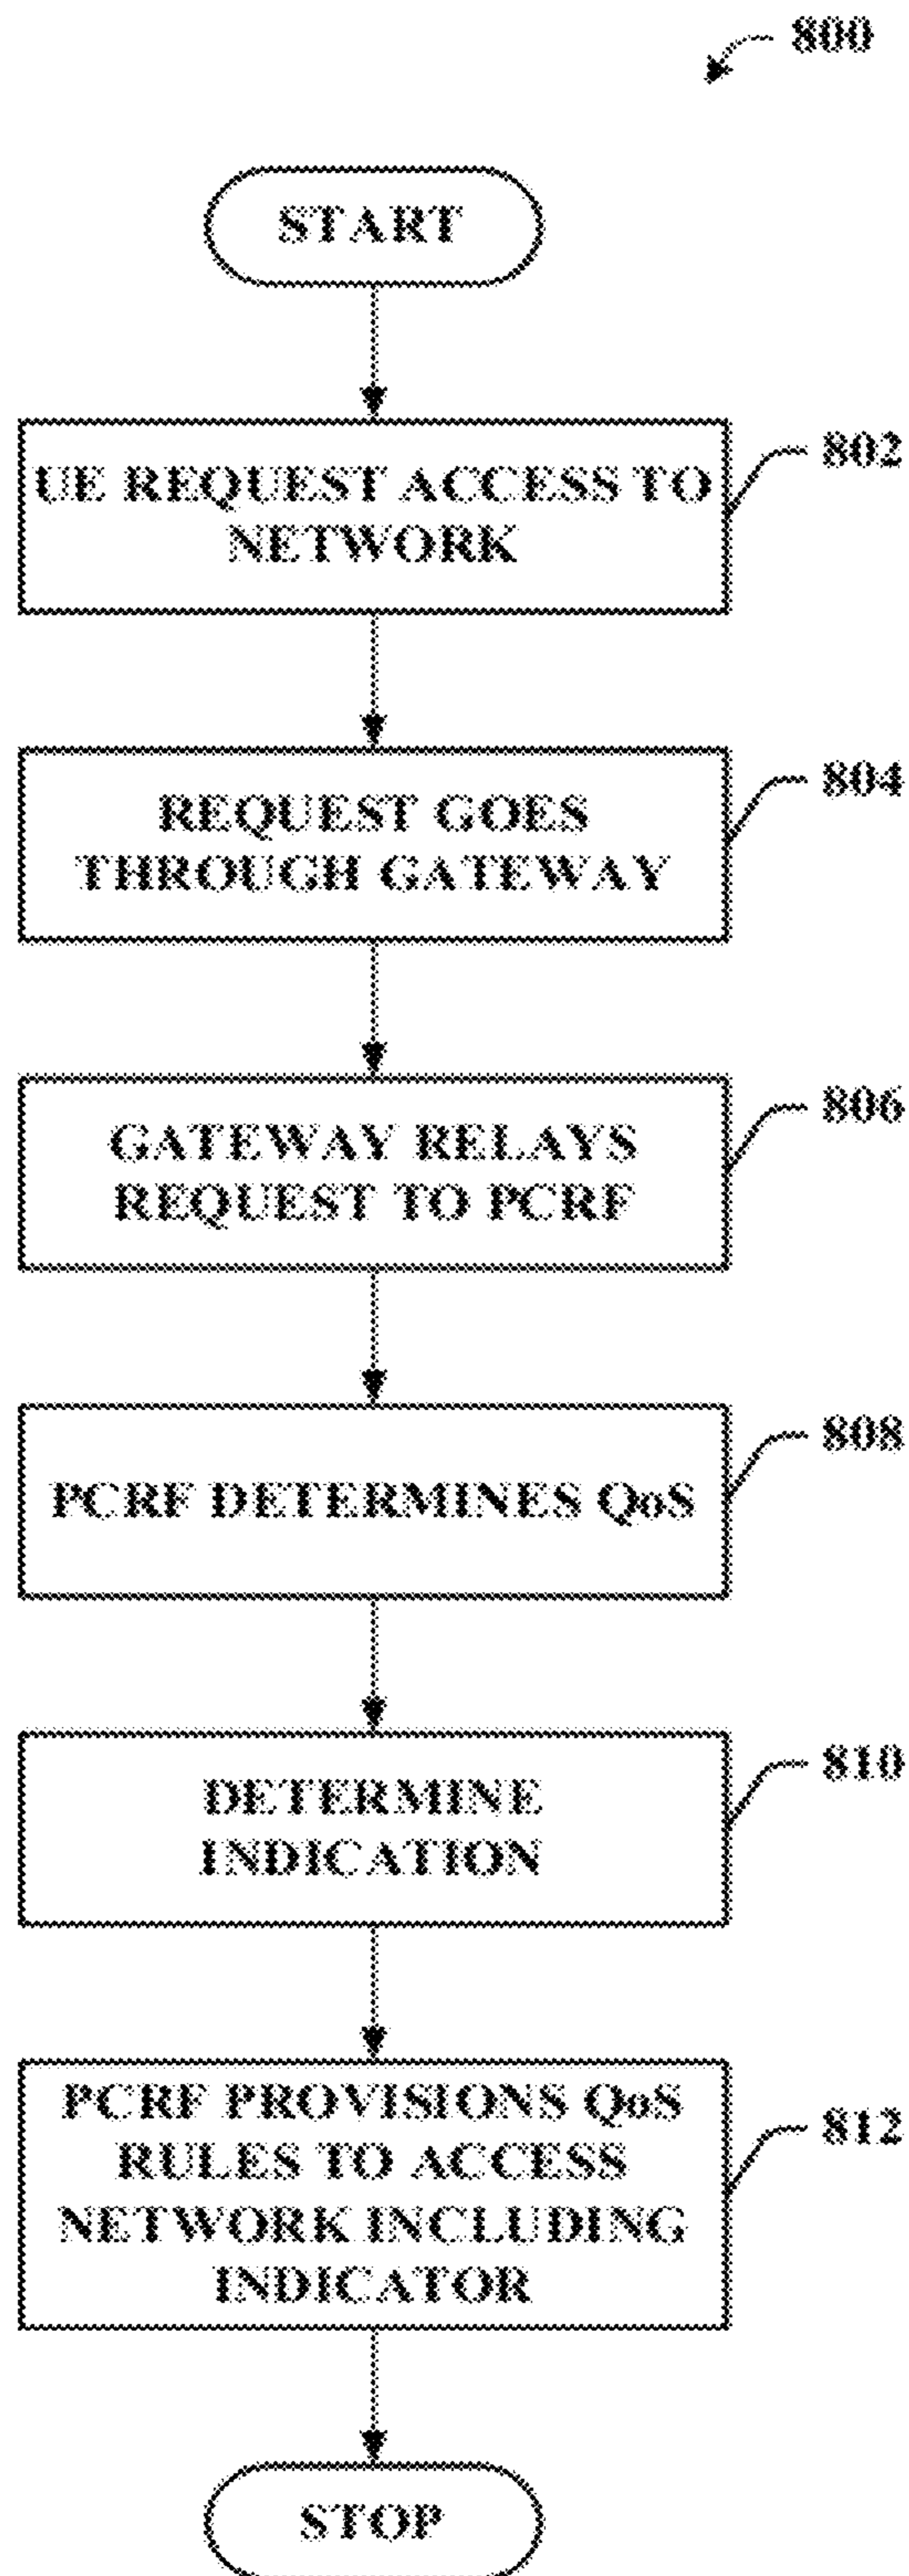 800
START
UE REQUEST ACCESS TO
NETWORK
802
REQUEST GOES
THROUGH GATEWAY
804
GATEWAY RELAYS
REQUEST TO PCRF
806
PCRF DETERMINES QoS
808
DETERMINE
INDICATION
810
PCRF PROVISIONS QoS
RULES TO ACCESS
NETWORK INCLUDING
INDICATOR
812
STOP